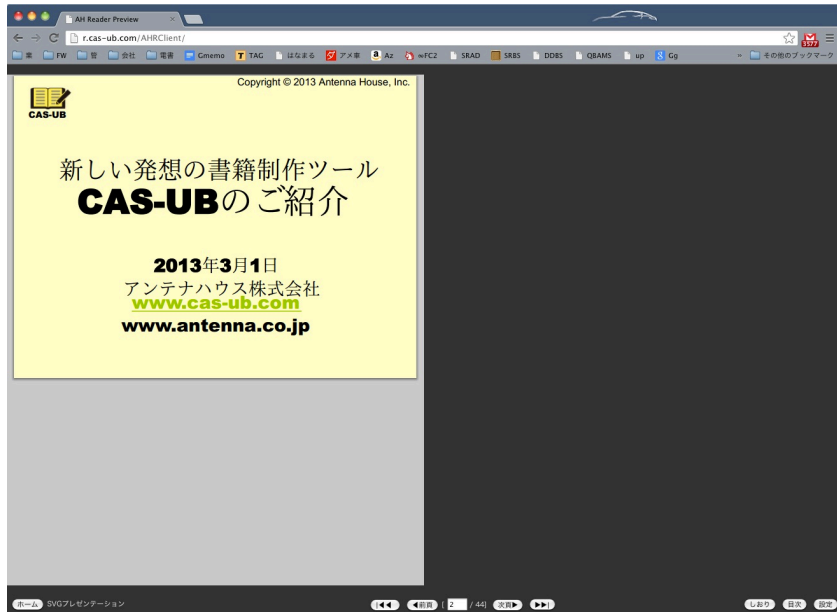 AH Reader Preview
r.cas-ub.com/AHRClient/
3577
業 FW 智 会社 電書 Gmemo TAG はなまる アメ車 Az ∞FC2 SRAD SRBS DDBS QBAMS up Gg » その他のブックマーク
Copyright © 2013 Antenna House, Inc.
CAS-UB
新しい発想の書籍制作ツール
CAS-UBのご紹介
2013年3月1日
アンテナハウス株式会社
www.cas-ub.com
www.antenna.co.jp
ホーム SVGプレゼンテーション |◀◀ ◀前頁 [ 2 / 44] 次頁▶ ▶▶| しおり 目次 設定